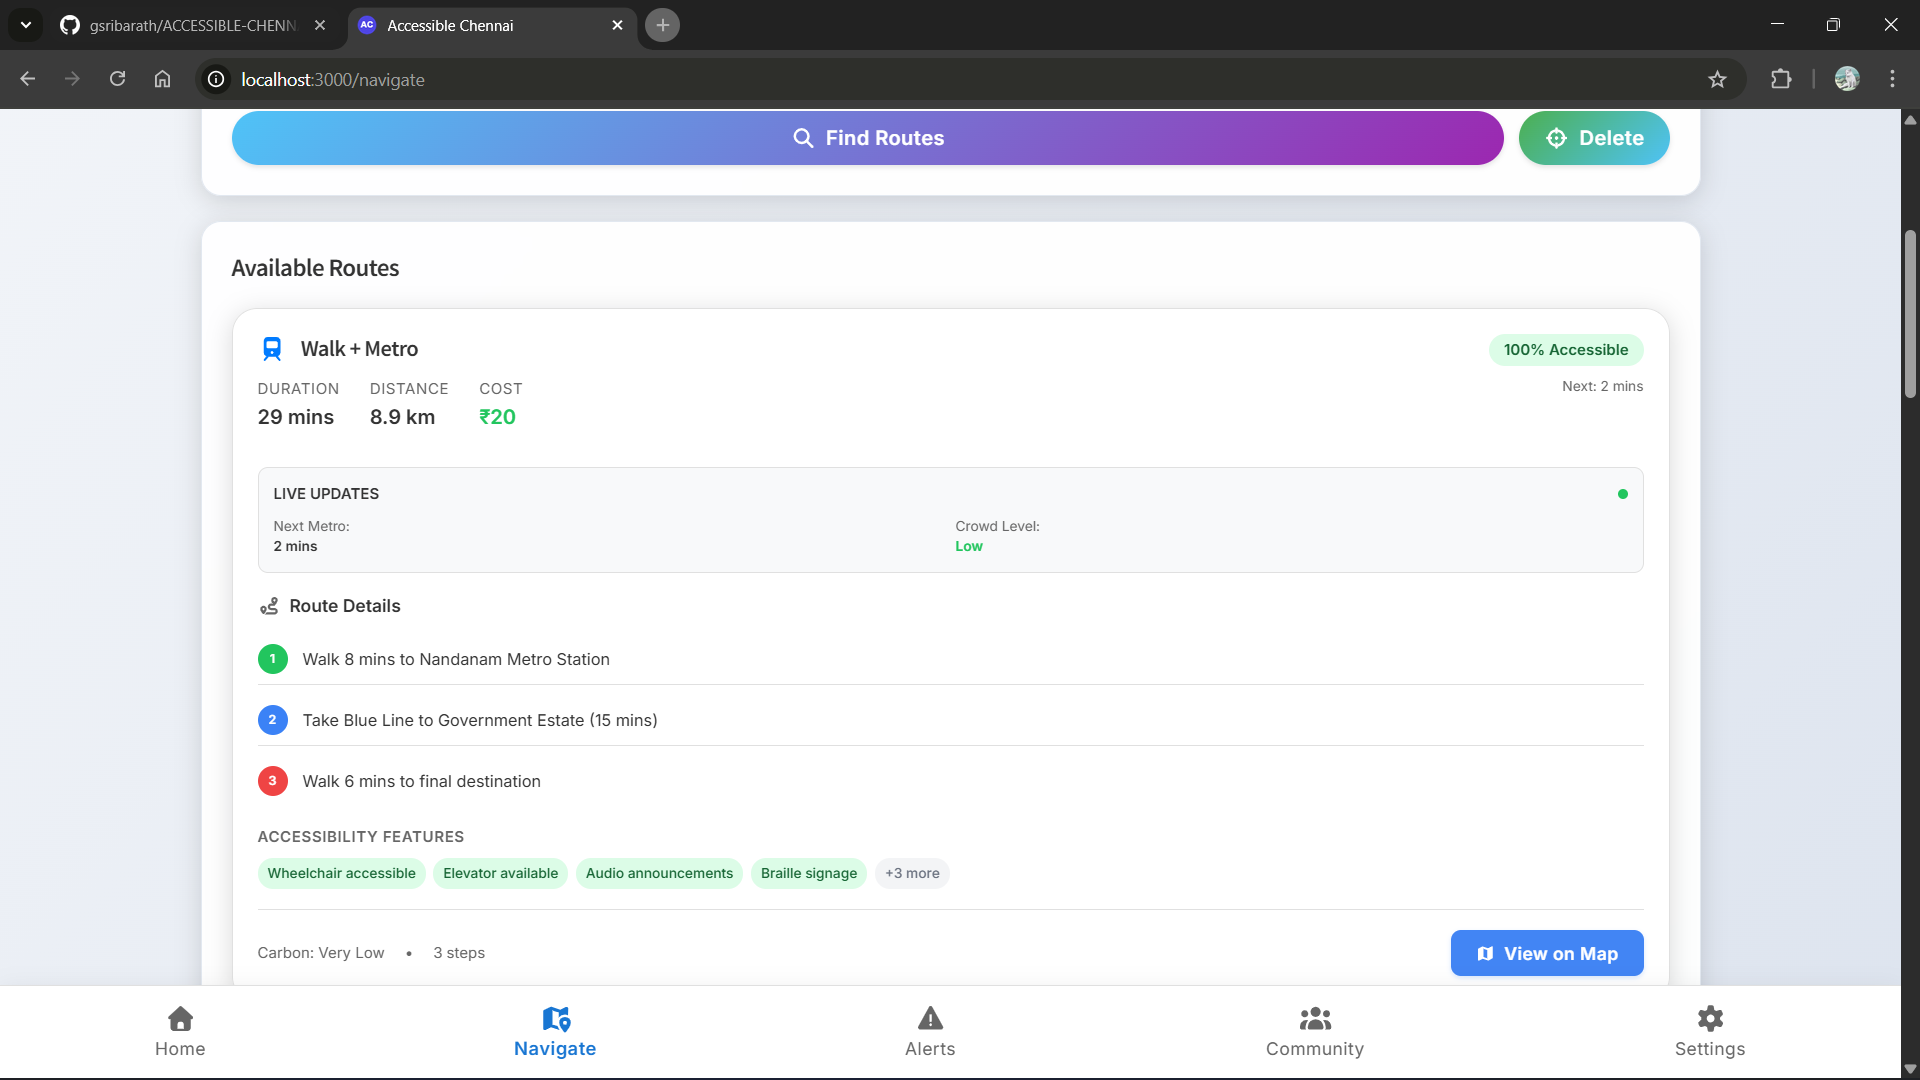 gsribarath/ACCESSIBLE-CHENN
AC Accessible Chennai
localhost:3000/navigate
Find Routes
Delete
Available Routes
Walk + Metro
100% Accessible
DURATION DISTANCE COST
Next: 2 mins
29 mins 8.9 km ₹20
LIVE UPDATES
Next Metro: Crowd Level:
2 mins Low
Route Details
1 Walk 8 mins to Nandanam Metro Station
2 Take Blue Line to Government Estate (15 mins)
3 Walk 6 mins to final destination
ACCESSIBILITY FEATURES
Wheelchair accessible Elevator available Audio announcements Braille signage +3 more
Carbon: Very Low • 3 steps
View on Map
Home Navigate Alerts Community Settings